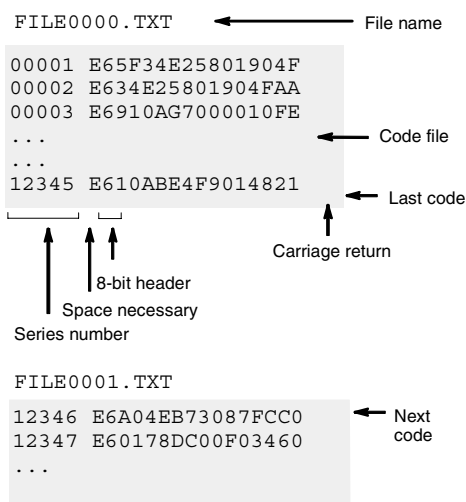 FILE0000.TXT File name
00001 E65F34E25801904F
00002 E634E25801904FAA
00003 E6910AG7000010FE
...
Code file
...
12345 E610ABE4F9014821
Last code
Carriage return
8-bit header
Space necessary
Series number
FILE0001.TXT
12346 E6A04EB73087FCC0 Next
12347 E60178DC00F03460 code
...